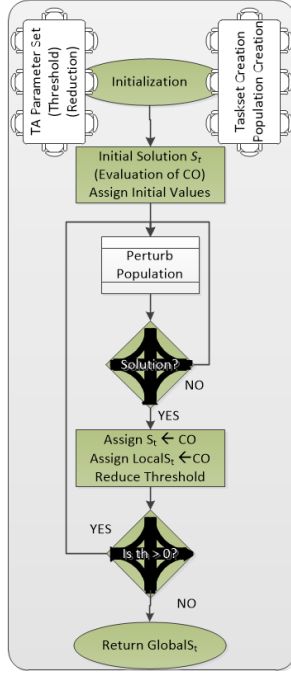 TA Parameter Set
(Threshold)
(Reduction)
Initialization
Taskset Creation
Population Creation
Initial Solution St
(Evaluation of CO)
Assign Initial Values
Perturb
Population
Solution?
NO
YES
Assign St ← CO
Assign LocalSt ←CO
Reduce Threshold
YES
Is th > 0?
NO
Return GlobalSt